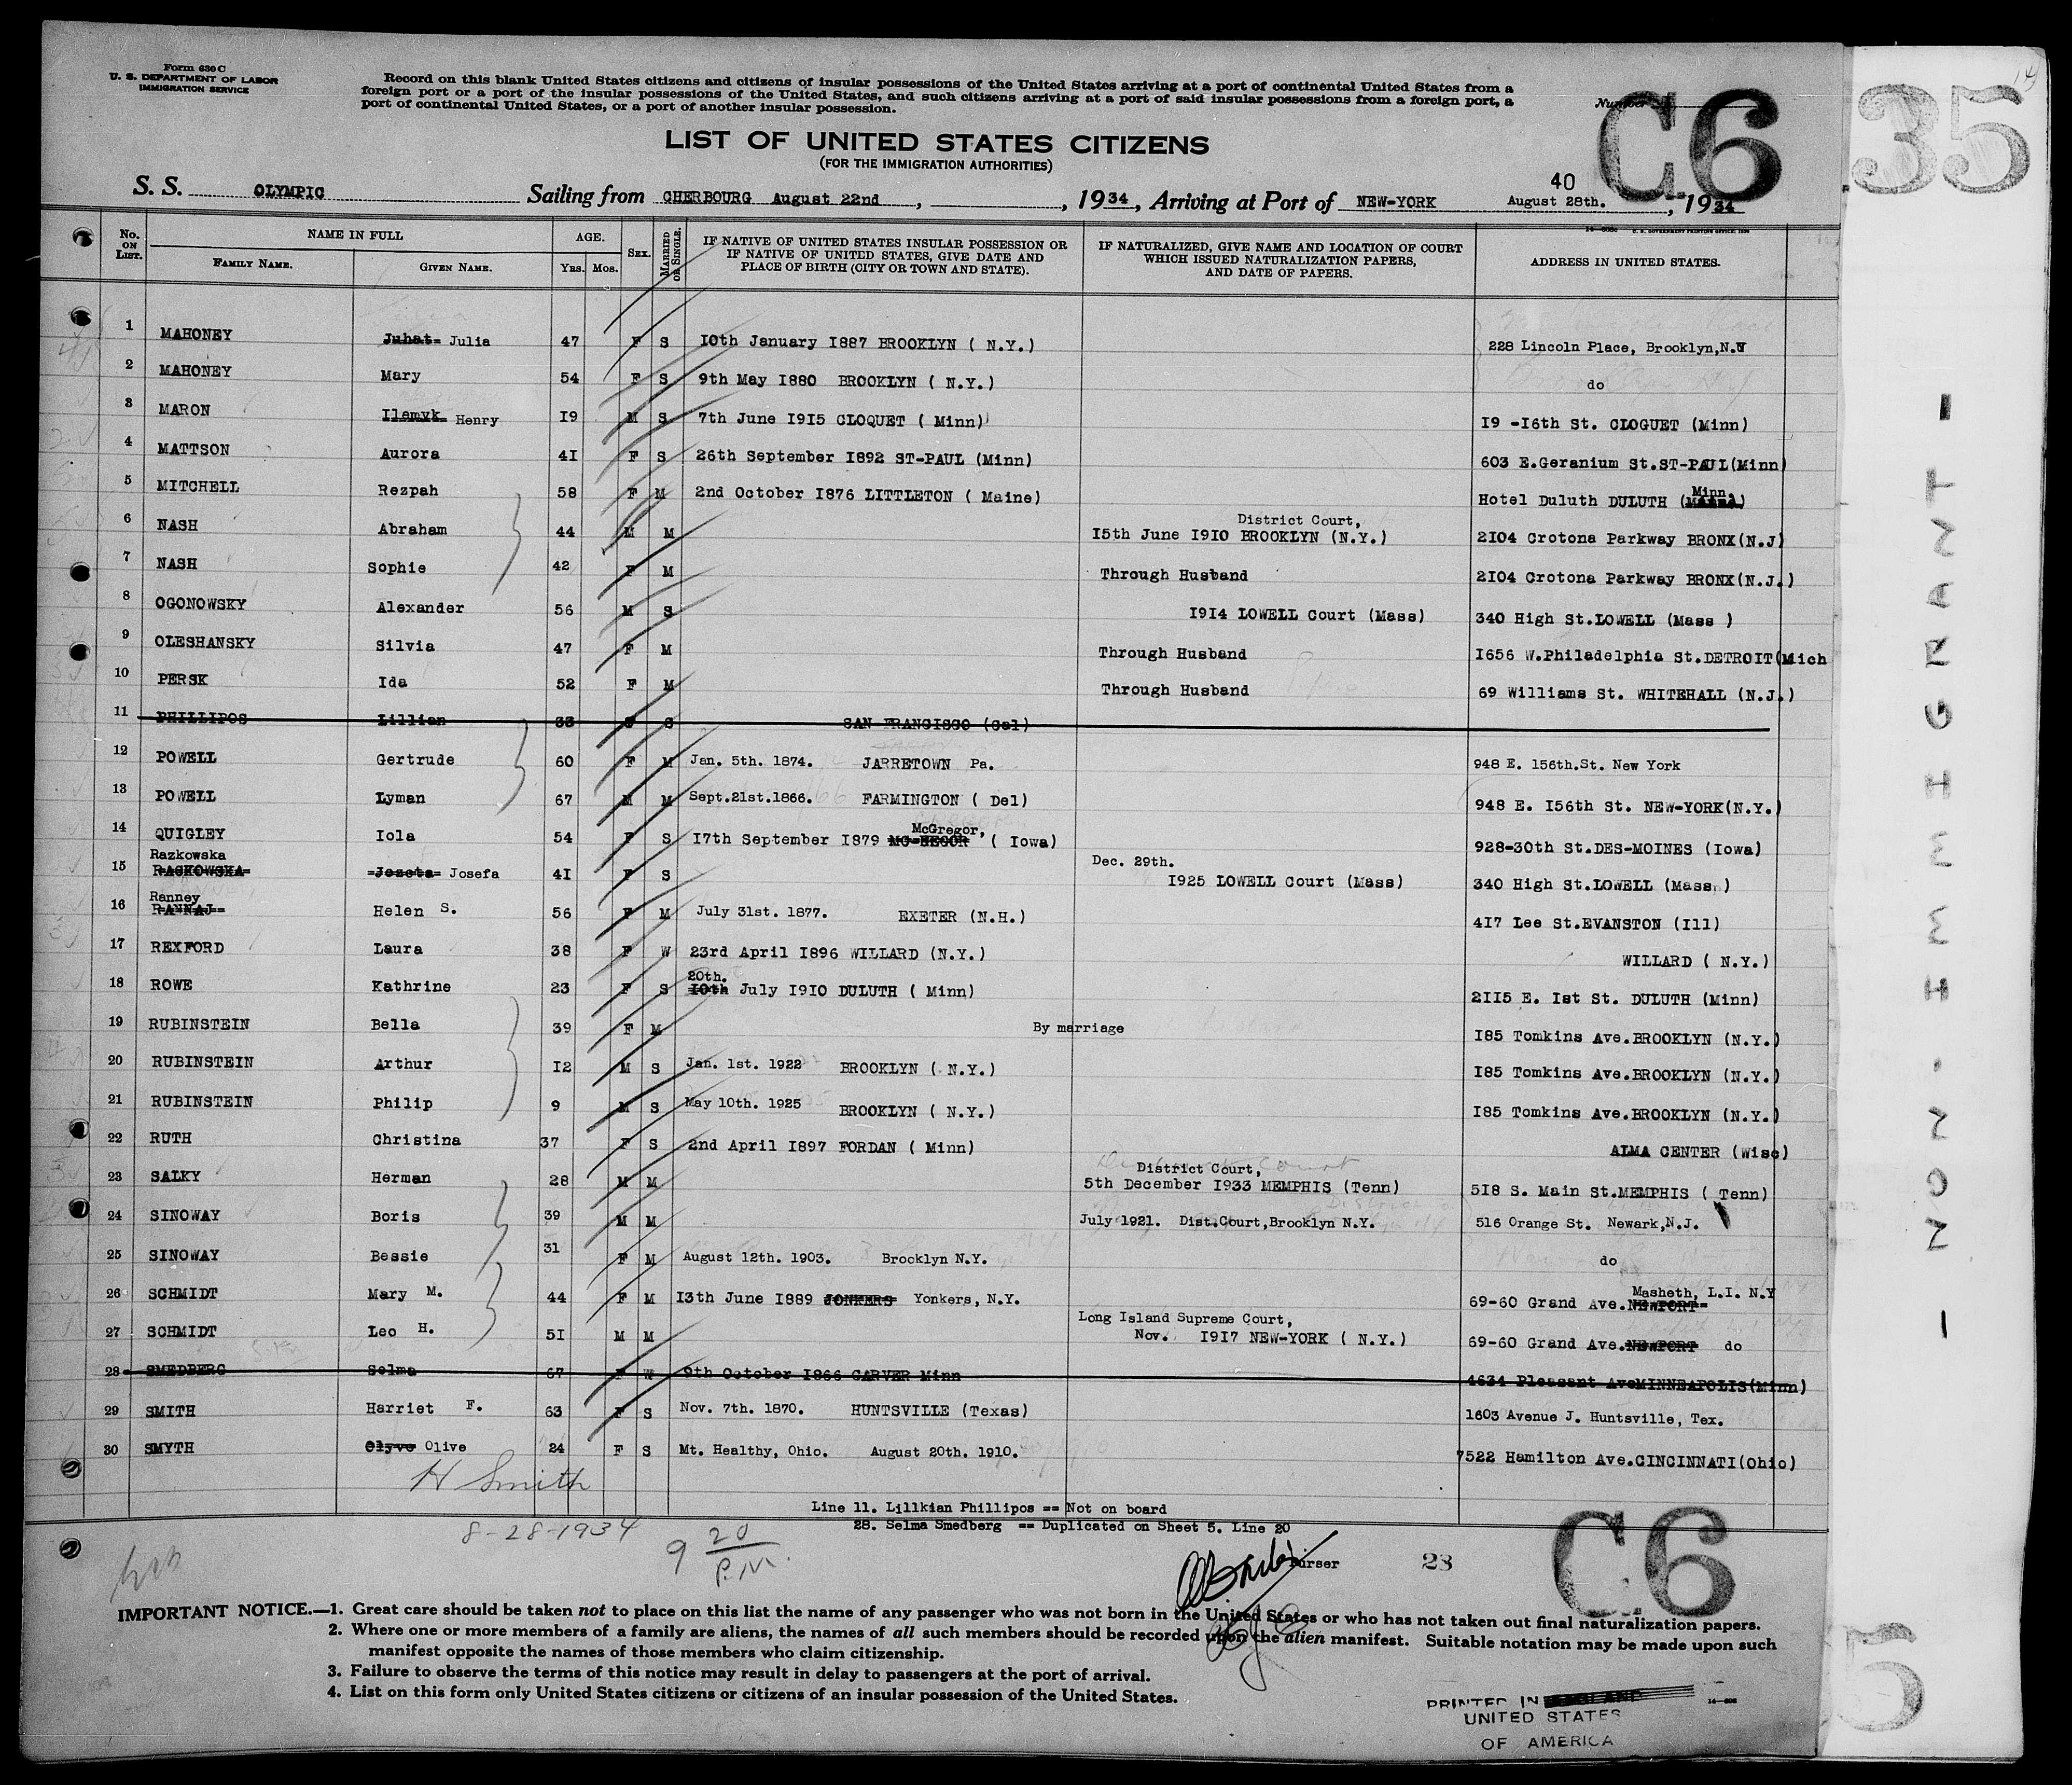 Form 630 C
U. S. DEPARTMENT OF LABOR
IMMIGRATION SERVICE
Record on this blank United States citizens and citizens of insular possessions of the United States arriving at a port of continental United States from a
foreign port or a port of the insular possessions of the United States, and such citizens arriving at a port of said insular possessions from a foreign port, a
port of continental United States, or a port of another insular possession.
Number
C6
35
LIST OF UNITED STATES CITIZENS
(FOR THE IMMIGRATION AUTHORITIES)
40
S. S. OLYMPIC Sailing from CHERBOURG August 22nd , , 1934, Arriving at Port of NEW-YORK August 28th. , 1934
No. ON LIST. NAME IN FULL FAMILY NAME. GIVEN NAME. AGE. Yrs. Mos. SEX. MARRIED OR SINGLE. IF NATIVE OF UNITED STATES INSULAR POSSESSION OR IF NATIVE OF UNITED STATES, GIVE DATE AND PLACE OF BIRTH (CITY OR TOWN AND STATE). IF NATURALIZED, GIVE NAME AND LOCATION OF COURT WHICH ISSUED NATURALIZATION PAPERS, AND DATE OF PAPERS. ADDRESS IN UNITED STATES.
1 MAHONEY Juhat Julia 47 F S 10th January 1887 BROOKLYN ( N.Y.) 228 Lincoln Place, Brooklyn,N.Y
2 MAHONEY Mary 54 F S 9th May 1880 BROOKLYN ( N.Y.) do
3 MARON Ilemyk Henry 19 M S 7th June 1915 CLOQUET ( Minn) 19 -16th St. CLOGUET (Minn)
4 MATTSON Aurora 41 F S 26th September 1892 ST-PAUL (Minn) 603 E.Geranium St.ST-PAUL(Minn)
5 MITCHELL Rezpah 58 F M 2nd October 1876 LITTLETON ( Maine) Hotel Duluth DULUTH ( Minn)
6 NASH Abraham 44 M M District Court, 15th June 1910 BROOKLYN (N.Y.) 2104 Crotona Parkway BRONX(N.J)
7 NASH Sophie 42 F M Through Husband 2104 Crotona Parkway BRONX(N.J.)
8 OGONOWSKY Alexander 56 M S 1914 LOWELL Court (Mass) 340 High St.LOWELL (Mass )
9 OLESHANSKY Silvia 47 F M Through Husband 1656 W.Philadelphia St.DETROIT(Mich
10 PERSK Ida 52 F M Through Husband 69 Williams St. WHITEHALL (N.J.)
11 PHILLIPOS Lillian 33 F S SAN-FRANCISCO (Cal)
12 POWELL Gertrude 60 F M Jan. 5th. 1874. JARRETOWN Pa. 948 E. 156th.St. New York
13 POWELL Lyman 67 M M Sept.21st.1866. FARMINGTON ( Del) 948 E. 156th St. NEW-YORK(N.Y.)
14 QUIGLEY Iola 54 F S 17th September 1879 McGregor, ( Iowa) 928-30th St.DES-MOINES (Iowa)
15 Razkowska RASKOWSKA Jozeta Josefa 41 F S Dec. 29th. 1925 LOWELL Court (Mass) 340 High St.LOWELL (Mass )
16 Ranney RANNAJ Helen S. 56 F M July 31st. 1877. EXETER (N.H.) 417 Lee St.EVANSTON (Ill)
17 REXFORD Laura 38 F W 23rd April 1896 WILLARD (N.Y.) WILLARD ( N.Y.)
18 ROWE Kathrine 23 F S 20th. 10th July 1910 DULUTH ( Minn) 2115 E. 1st St. DULUTH (Minn)
19 RUBINSTEIN Bella 39 F M By marriage 185 Tomkins Ave.BROOKLYN (N.Y.)
20 RUBINSTEIN Arthur 12 M S Jan. 1st. 1922 BROOKLYN ( N.Y.) 185 Tomkins Ave.BROOKLYN (N.Y.)
21 RUBINSTEIN Philip 9 M S May 10th. 1925 BROOKLYN ( N.Y.) 185 Tomkins Ave.BROOKLYN (N.Y.)
22 RUTH Christina 37 F S 2nd April 1897 FORDAN ( Minn) ALMA CENTER (Wisc)
23 SALKY Herman 28 M M District Court, 5th December 1933 MEMPHIS (Tenn) 518 S. Main St.MEMPHIS ( Tenn)
24 SINOWAY Boris 39 M M July 1921. Dist.Court,Brooklyn N.Y. 516 Orange St. Newark,N.J.
25 SINOWAY Bessie 31 F M August 12th. 1903. Brooklyn N.Y. do
26 SCHMIDT Mary M. 44 F M 13th June 1889 JONKERS Yonkers, N.Y. 69-60 Grand Ave.NEWPORT Masheth, L.I. N.Y
27 SCHMIDT Leo H. 51 M M Long Island Supreme Court, Nov. 1917 NEW-YORK ( N.Y.) 69-60 Grand Ave.NEWPORT do
28 SMEDBERG Selma 67 F W 9th October 1866 CARVER Minn 4634 Pleasant AveMINNEAPOLIS(Minn)
29 SMITH Harriet F. 63 F S Nov. 7th. 1870. HUNTSVILLE (Texas) 1603 Avenue J. Huntsville, Tex.
30 SMYTH Olyve Olive 24 F S Mt. Healthy, Ohio. August 20th. 1910. 7522 Hamilton Ave.CINCINNATI(Ohio)
H Smith
Line 11. Lillkian Phillipos == Not on board
28. Selma Smedberg == Duplicated on Sheet 5. Line 20
8-28-1934
9 20 P.M.
Purser
28
C6
IMPORTANT NOTICE.—1. Great care should be taken not to place on this list the name of any passenger who was not born in the United States or who has not taken out final naturalization papers.
2. Where one or more members of a family are aliens, the names of all such members should be recorded upon the alien manifest. Suitable notation may be made upon such
manifest opposite the names of those members who claim citizenship.
3. Failure to observe the terms of this notice may result in delay to passengers at the port of arrival.
4. List on this form only United States citizens or citizens of an insular possession of the United States.
PRINTED IN ENGLAND
UNITED STATES
OF AMERICA
5
- NON-IMMIGRANT -